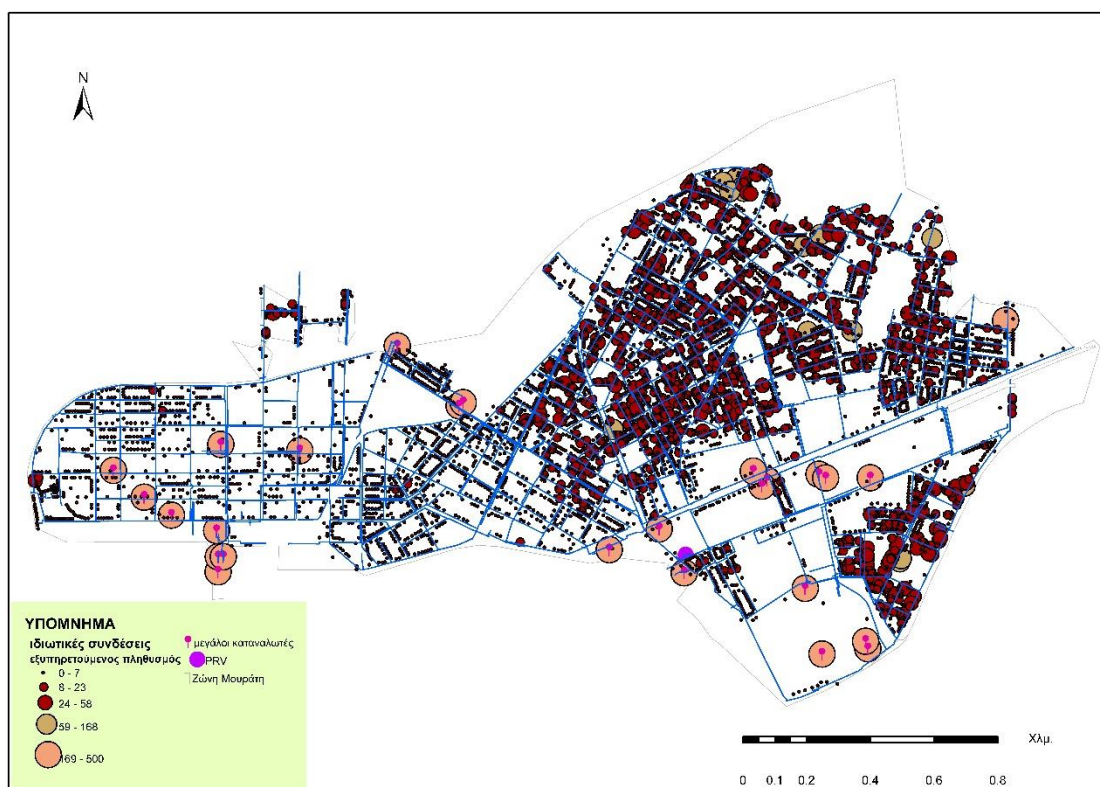 N
ΥΠΟΜΝΗΜΑ
ιδιωτικές συνδέσεις
εξυπηρετούμενος πληθυσμός
0 - 7
8 - 23
24 - 58
59 - 168
169 - 500
μεγάλοι καταναλωτές
PRV
Ζώνη Μουράτη
Χλμ.
0 0.1 0.2 0.4 0.6 0.8